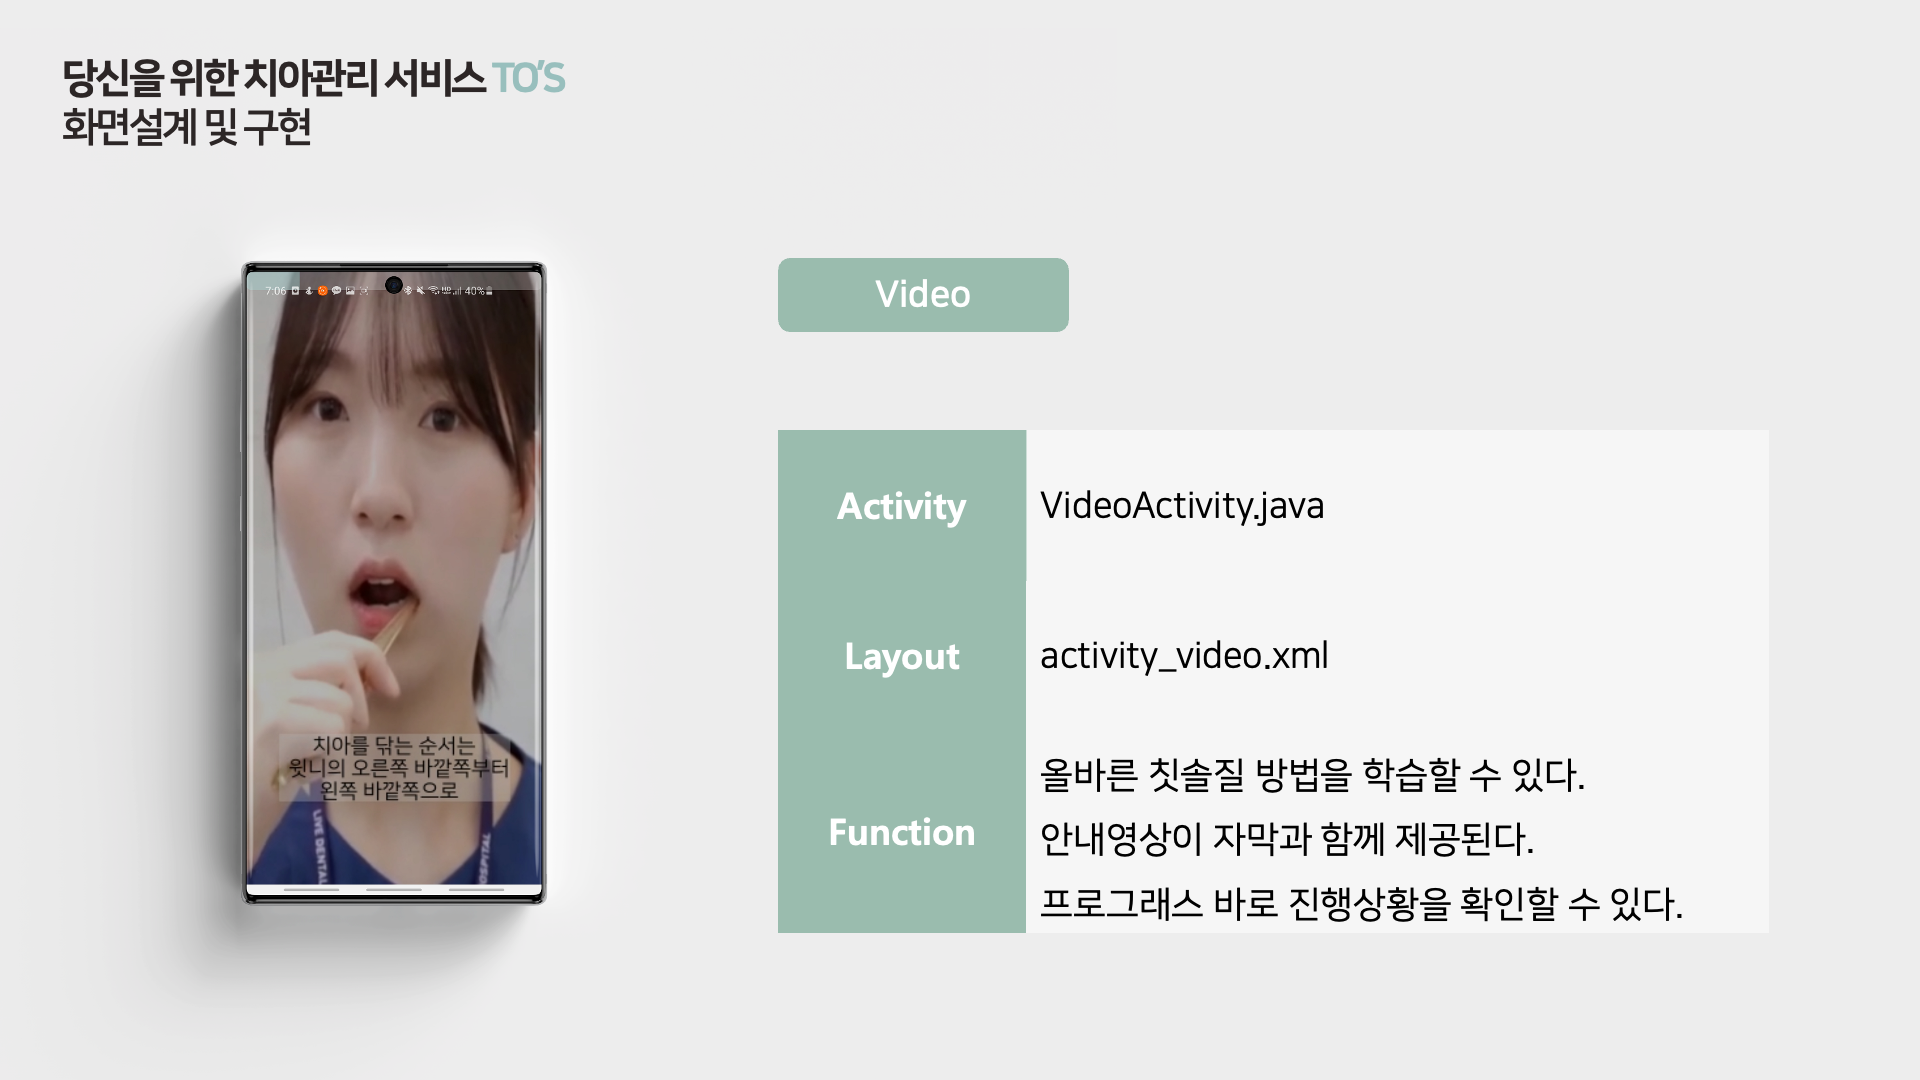 당신을 위한 치아관리 서비스 TO'S
화면설계 및 구현
7:06
40%
치아를 닦는 순서는
윗니의 오른쪽 바깥쪽부터
왼쪽 바깥쪽으로
LIVE DENTAL
HOSPITAL
Video
Activity
VideoActivity.java
Layout
activity_video.xml
Function
올바른 칫솔질 방법을 학습할 수 있다.
안내영상이 자막과 함께 제공된다.
프로그래스 바로 진행상황을 확인할 수 있다.